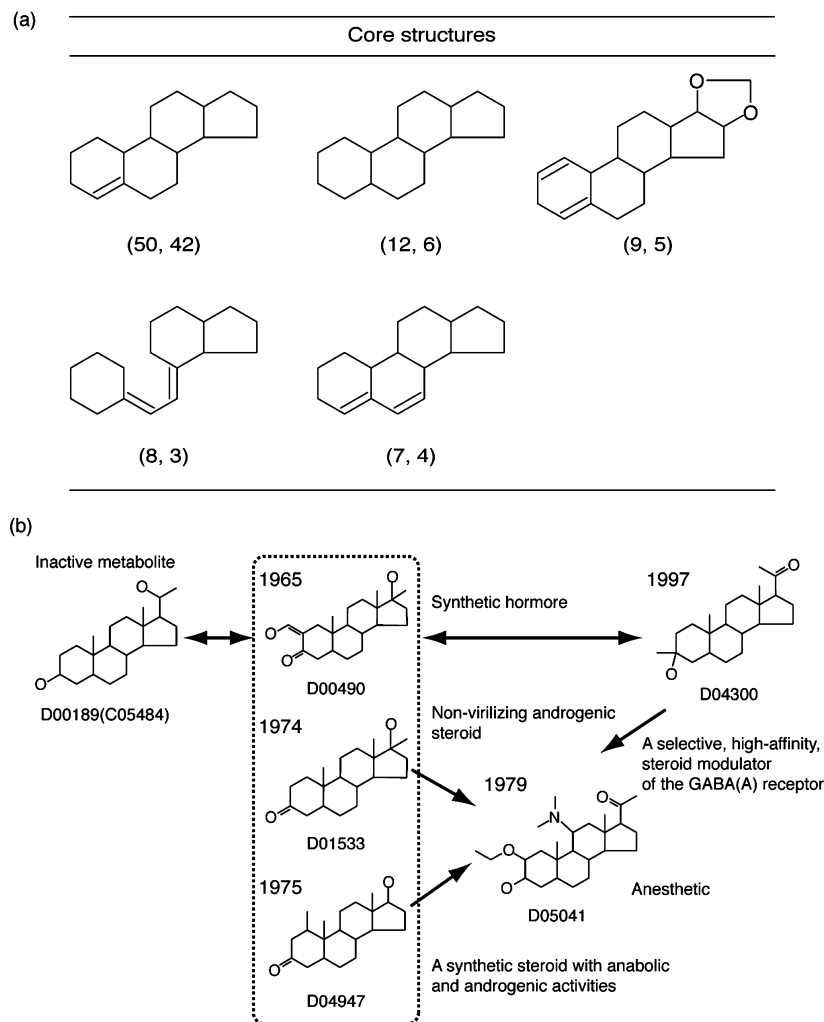 (a)
Core structures
O
O
(50, 42)
(12, 6)
(9, 5)
(8, 3)
(7, 4)
(b)
Inactive metabolite
O
O
D00189(C05484)
1965
O
O
O
D00490
Synthetic hormore
1997
O
O
D04300
1974
O
O
D01533
Non-virilizing androgenic
steroid
A selective, high-affinity,
steroid modulator
of the GABA(A) receptor
1979
O
N
O
O
D05041
Anesthetic
1975
O
O
D04947
A synthetic steroid with anabolic
and androgenic activities